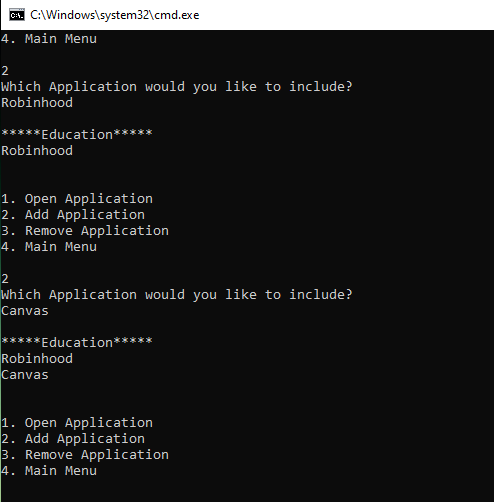 C:\Windows\system32\cmd.exe
4. Main Menu
2
Which Application would you like to include?
Robinhood
*****Education*****
Robinhood
1. Open Application
2. Add Application
3. Remove Application
4. Main Menu
2
Which Application would you like to include?
Canvas
*****Education*****
Robinhood
Canvas
1. Open Application
2. Add Application
3. Remove Application
4. Main Menu